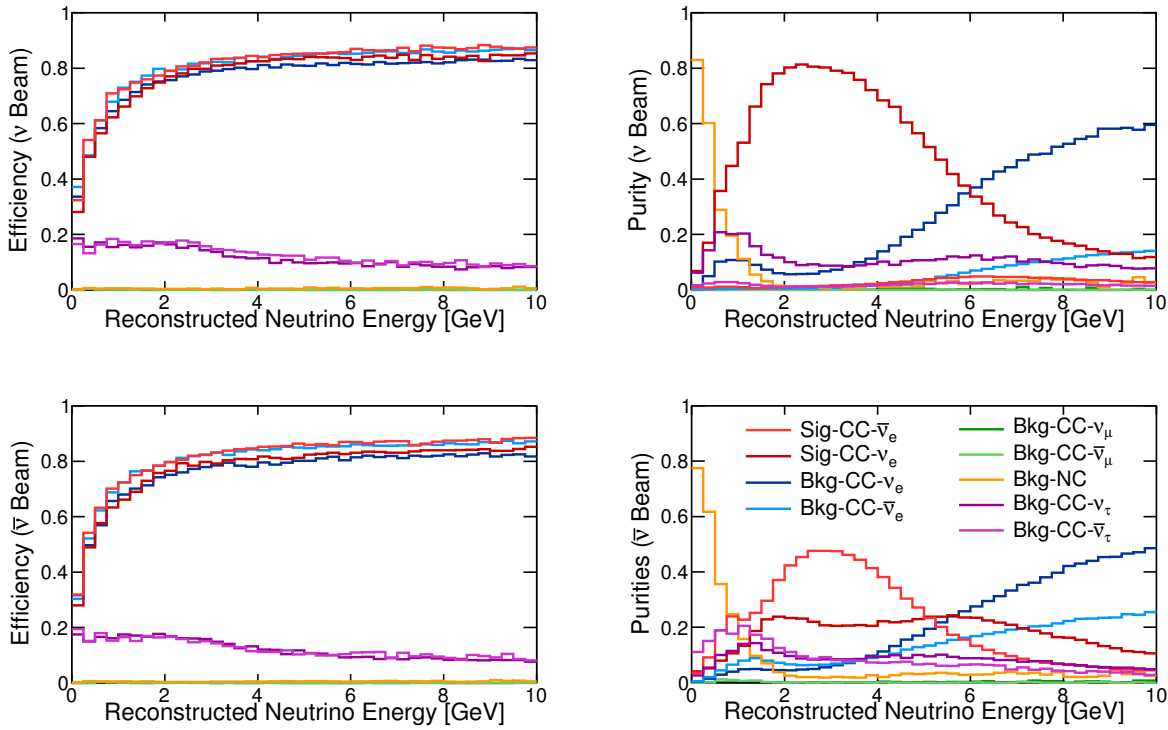 1
0.8
0.6
0.4
0.2
0
Efficiency (ν Beam)
0 2 4 6 8 10
Reconstructed Neutrino Energy [GeV]
1
0.8
0.6
0.4
0.2
0
Purity (ν Beam)
0 2 4 6 8 10
Reconstructed Neutrino Energy [GeV]
1
0.8
0.6
0.4
0.2
0
Efficiency (ν̅ Beam)
0 2 4 6 8 10
Reconstructed Neutrino Energy [GeV]
1
0.8
0.6
0.4
0.2
0
Purities (ν̅ Beam)
Sig-CC-ν̅e
Sig-CC-νe
Bkg-CC-νe
Bkg-CC-ν̅e
Bkg-CC-νμ
Bkg-CC-ν̅μ
Bkg-NC
Bkg-CC-ντ
Bkg-CC-ν̅τ
0 2 4 6 8 10
Reconstructed Neutrino Energy [GeV]